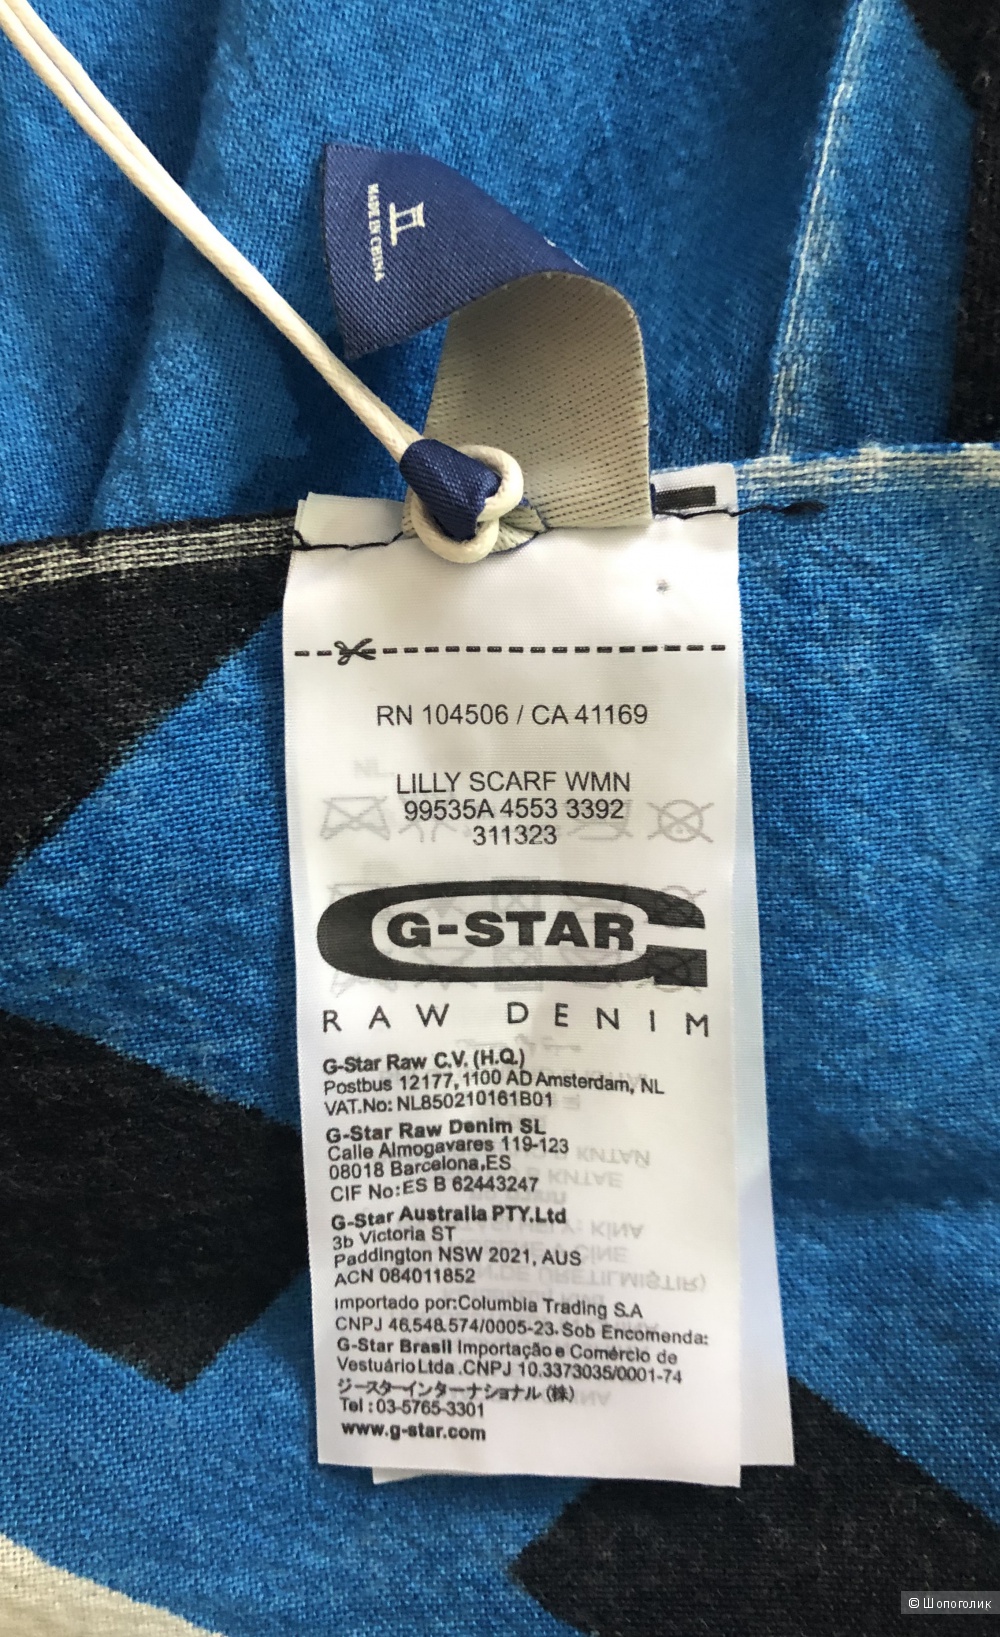 MADE IN CHINA
RN 104506 / CA 41169
LILLY SCARF WMN
99535A 4553 3392
311323
G-STAR
RAW DENIM
G-Star Raw C.V. (H.Q.)
Postbus 12177, 1100 AD Amsterdam, NL
VAT.No: NL850210161B01
G-Star Raw Denim SL
Calle Almogavares 119-123
08018 Barcelona,ES
CIF No:ES B 62443247
G-Star Australia PTY.Ltd
3b Victoria ST
Paddington NSW 2021, AUS
ACN 084011852
Importado por:Columbia Trading S.A
CNPJ 46.548.574/0005-23. Sob Encomenda:
G-Star Brasil Importação e Comércio de
Vestuário Ltda .CNPJ 10.3373035/0001-74
ジースターインターナショナル (株)
Tel : 03-5765-3301
www.g-star.com
© Шопоголик